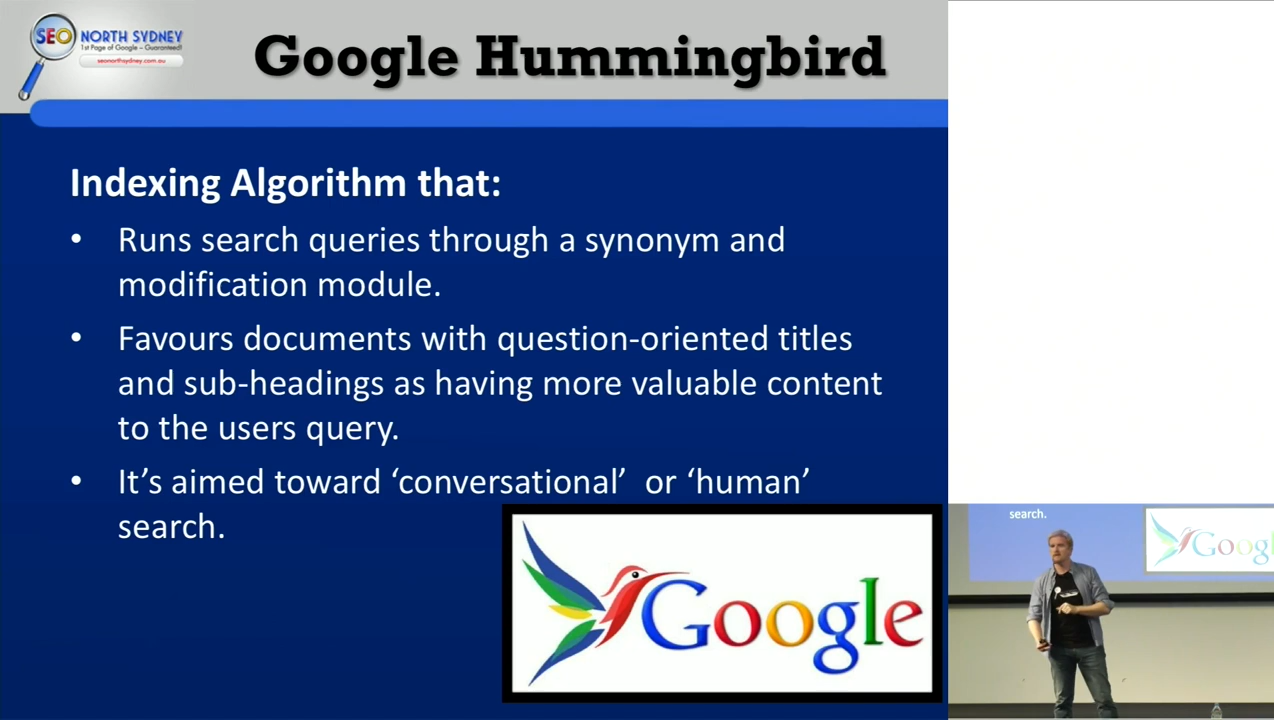 SEO NORTH SYDNEY
1st Page of Google – Guaranteed!
seonorthsydney.com.au
Google Hummingbird
Indexing Algorithm that:
• Runs search queries through a synonym and
modification module.
• Favours documents with question-oriented titles
and sub-headings as having more valuable content
to the users query.
• It’s aimed toward ‘conversational’ or ‘human’
search.
Google
search.
Goog